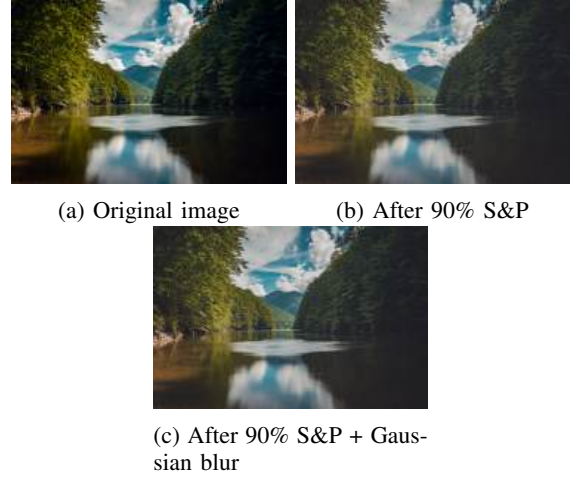 (a) Original image
(b) After 90% S&P
(c) After 90% S&P + Gaus-
sian blur